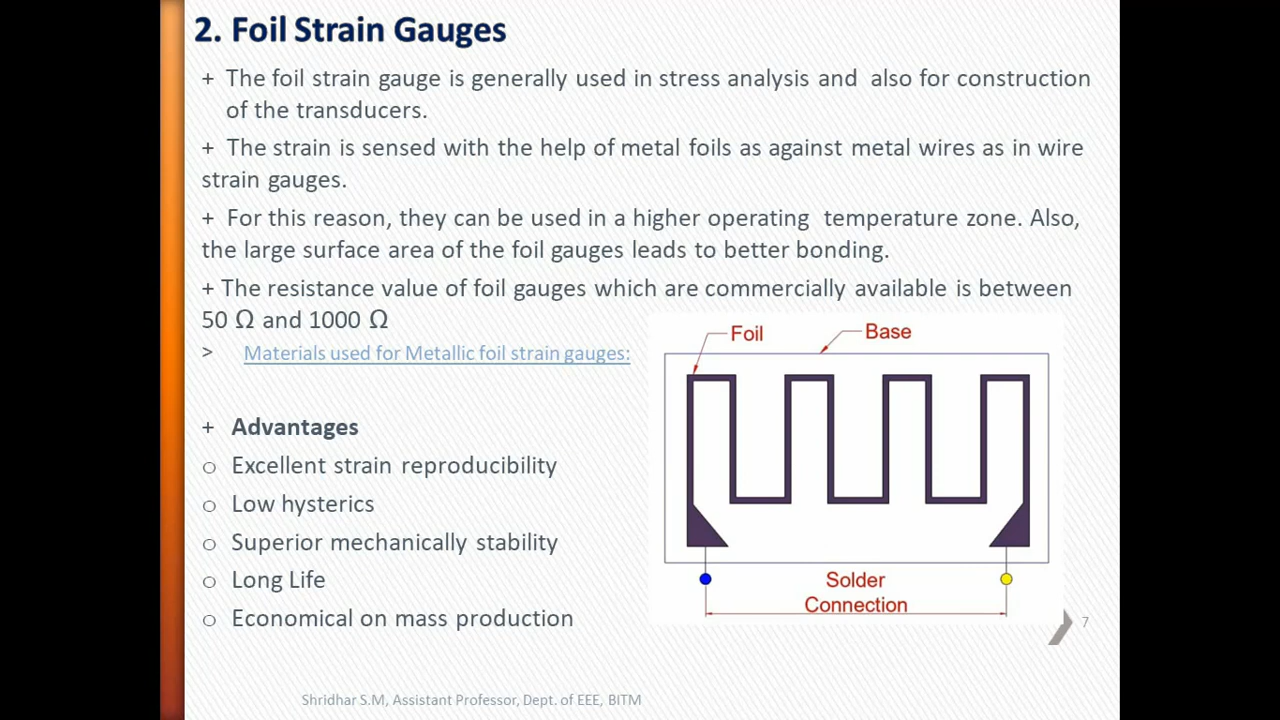 2. Foil Strain Gauges
+ The foil strain gauge is generally used in stress analysis and also for construction
of the transducers.
+ The strain is sensed with the help of metal foils as against metal wires as in wire
strain gauges.
+ For this reason, they can be used in a higher operating temperature zone. Also,
the large surface area of the foil gauges leads to better bonding.
+ The resistance value of foil gauges which are commercially available is between
50 Ω and 1000 Ω
> Materials used for Metallic foil strain gauges:
+ Advantages
o Excellent strain reproducibility
o Low hysterics
o Superior mechanically stability
o Long Life
o Economical on mass production
Foil
Base
Solder
Connection
7
Shridhar S.M, Assistant Professor, Dept. of EEE, BITM